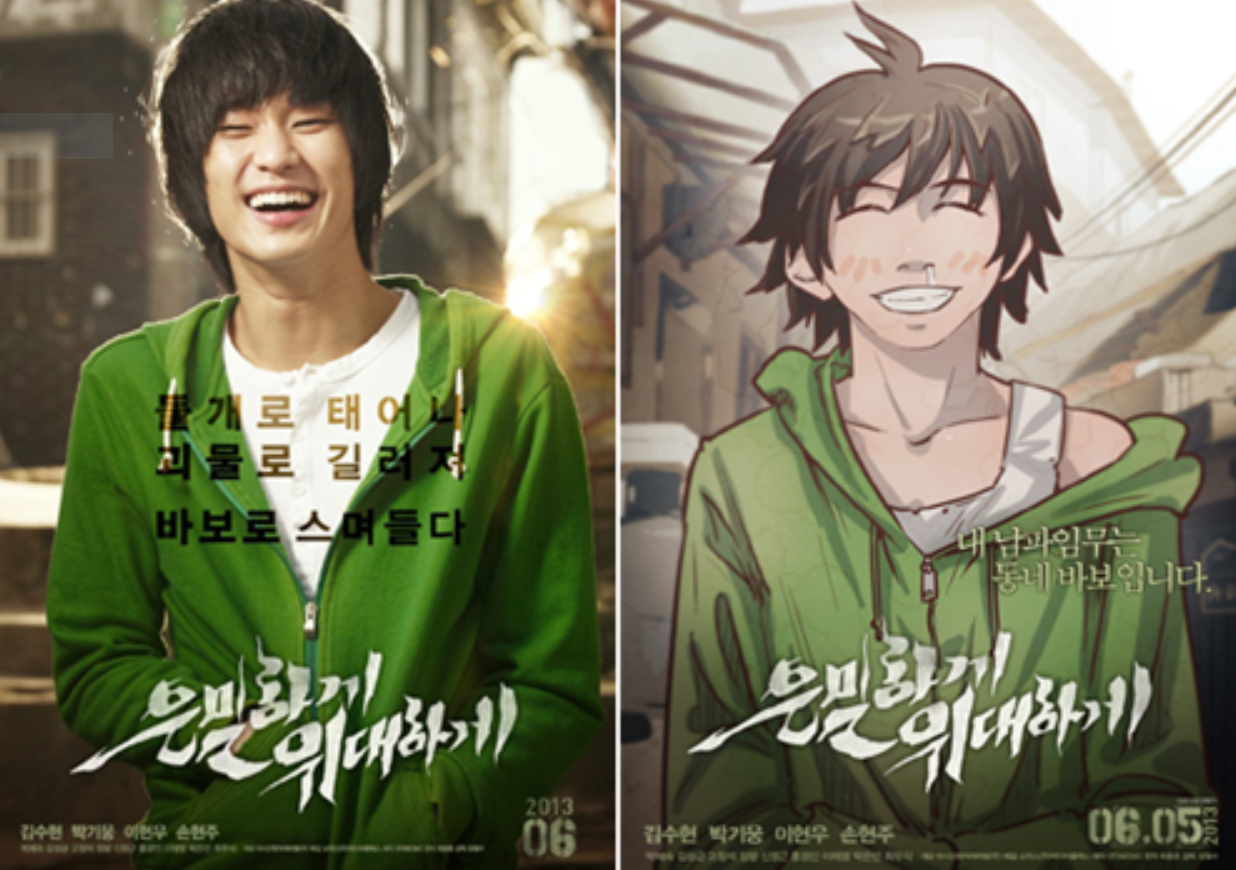 들개로 태어나
괴물로 길러져
바보로 스며들다
은밀하게
위대하게
김수현 박기웅 이현우 손현주
2013
06
내 남파임무는
동네 바보입니다.
은밀하게
위대하게
김수현 박기웅 이현우 손현주
06.05
2013